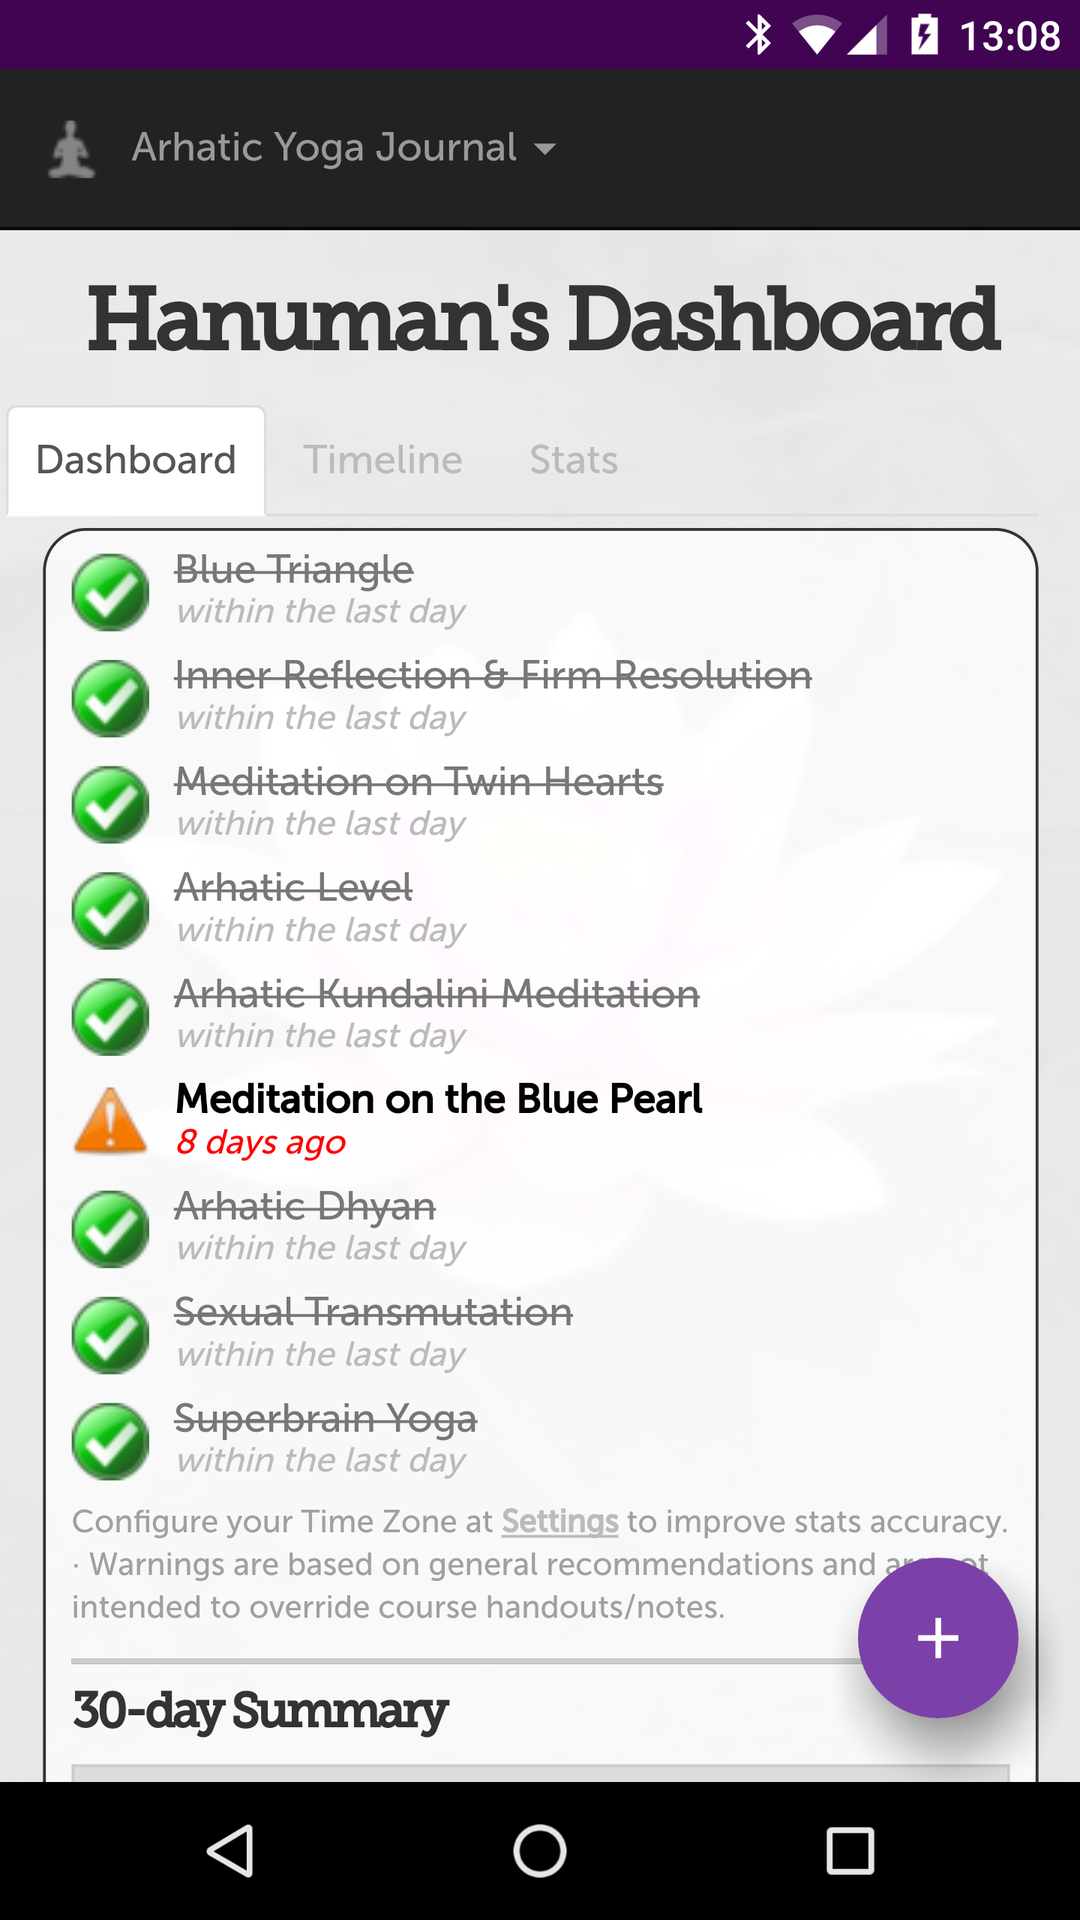 13:08
Arhatic Yoga Journal
Hanuman's Dashboard
Dashboard Timeline Stats
Blue Triangle
within the last day
Inner Reflection & Firm Resolution
within the last day
Meditation on Twin Hearts
within the last day
Arhatic Level
within the last day
Arhatic Kundalini Meditation
within the last day
Meditation on the Blue Pearl
8 days ago
Arhatic Dhyan
within the last day
Sexual Transmutation
within the last day
Superbrain Yoga
within the last day
Configure your Time Zone at Settings to improve stats accuracy.
· Warnings are based on general recommendations and are not
intended to override course handouts/notes.
+
30-day Summary